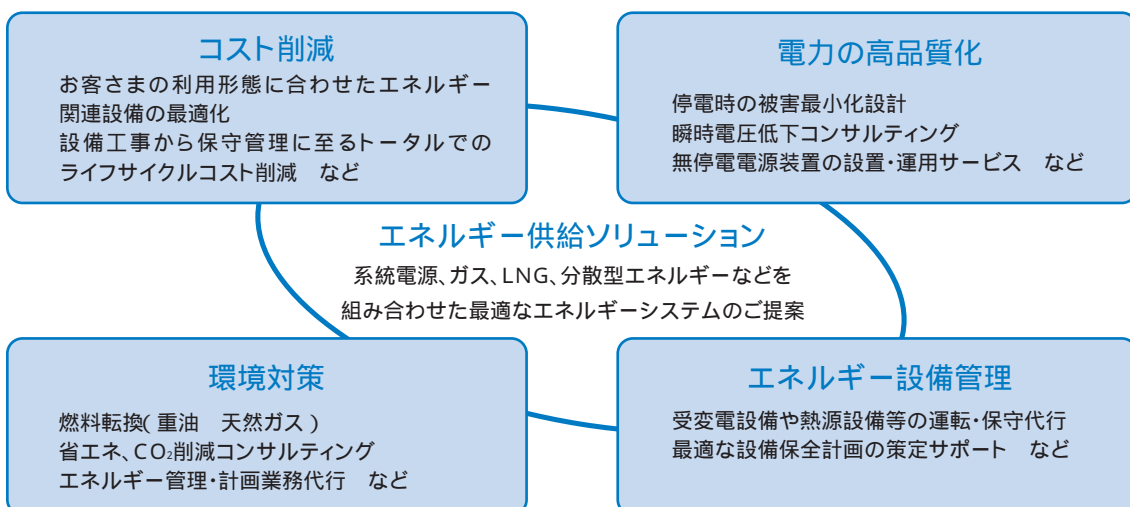 コスト削減
お客さまの利用形態に合わせたエネルギー
関連設備の最適化
設備工事から保守管理に至るトータルでの
ライフサイクルコスト削減　など
電力の高品質化
停電時の被害最小化設計
瞬時電圧低下コンサルティング
無停電電源装置の設置・運用サービス　など
エネルギー供給ソリューション
系統電源、ガス、LNG、分散型エネルギーなどを
組み合わせた最適なエネルギーシステムのご提案
環境対策
燃料転換(重油　天然ガス)
省エネ、CO₂削減コンサルティング
エネルギー管理・計画業務代行　など
エネルギー設備管理
受変電設備や熱源設備等の運転・保守代行
最適な設備保全計画の策定サポート　など